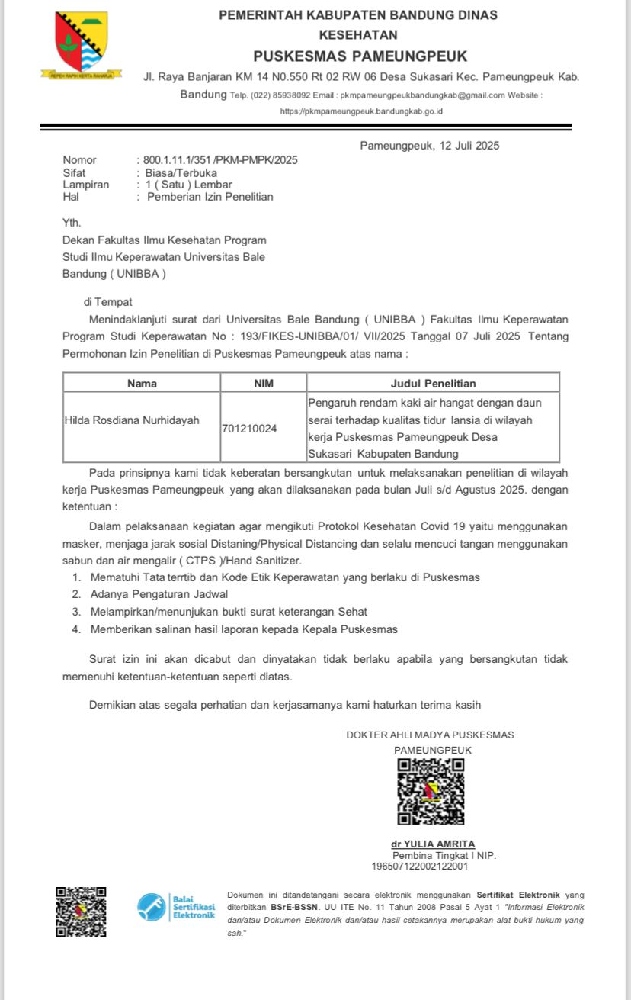 PEMERINTAH KABUPATEN BANDUNG DINAS
KESEHATAN
PUSKESMAS PAMEUNGPEUK
Jl. Raya Banjaran KM 14 N0.550 Rt 02 RW 06 Desa Sukasari Kec. Pameungpeuk Kab.
Bandung Telp. (022) 85938092 Email : pkmpameungpeukbandungkab@gmail.com Website :
https://pkmpameungpeuk.bandungkab.go.id
REPEH RAPIH KERTA RAHARJA
Pameungpeuk, 12 Juli 2025
Nomor : 800.1.11.1/351 /PKM-PMPK/2025
Sifat : Biasa/Terbuka
Lampiran : 1 ( Satu ) Lembar
Hal : Pemberian Izin Penelitian
Yth.
Dekan Fakultas Ilmu Kesehatan Program
Studi Ilmu Keperawatan Universitas Bale
Bandung ( UNIBBA )
di Tempat
Menindaklanjuti surat dari Universitas Bale Bandung ( UNIBBA ) Fakultas Ilmu Keperawatan
Program Studi Keperawatan No : 193/FIKES-UNIBBA/01/ VII/2025 Tanggal 07 Juli 2025 Tentang
Permohonan Izin Penelitian di Puskesmas Pameungpeuk atas nama :
Nama NIM Judul Penelitian
Hilda Rosdiana Nurhidayah 701210024 Pengaruh rendam kaki air hangat dengan daun
serai terhadap kualitas tidur lansia di wilayah
kerja Puskesmas Pameungpeuk Desa
Sukasari Kabupaten Bandung
Pada prinsipnya kami tidak keberatan bersangkutan untuk melaksanakan penelitian di wilayah
kerja Puskesmas Pameungpeuk yang akan dilaksanakan pada bulan Juli s/d Agustus 2025. dengan
ketentuan :
Dalam pelaksanaan kegiatan agar mengikuti Protokol Kesehatan Covid 19 yaitu menggunakan
masker, menjaga jarak sosial Distaning/Physical Distancing dan selalu mencuci tangan menggunakan
sabun dan air mengalir ( CTPS )/Hand Sanitizer.
1. Mematuhi Tata terrtib dan Kode Etik Keperawatan yang berlaku di Puskesmas
2. Adanya Pengaturan Jadwal
3. Melampirkan/menunjukan bukti surat keterangan Sehat
4. Memberikan salinan hasil laporan kepada Kepala Puskesmas
Surat izin ini akan dicabut dan dinyatakan tidak berlaku apabila yang bersangkutan tidak
memenuhi ketentuan-ketentuan seperti diatas.
Demikian atas segala perhatian dan kerjasamanya kami haturkan terima kasih
DOKTER AHLI MADYA PUSKESMAS
PAMEUNGPEUK
dr YULIA AMRITA
Pembina Tingkat I NIP.
196507122002122001
Balai
Sertifikasi
Elektronik
Dokumen ini ditandatangani secara elektronik menggunakan Sertifikat Elektronik yang
diterbitkan BSrE-BSSN. UU ITE No. 11 Tahun 2008 Pasal 5 Ayat 1 "Informasi Elektronik
dan/atau Dokumen Elektronik dan/atau hasil cetakannya merupakan alat bukti hukum yang
sah."